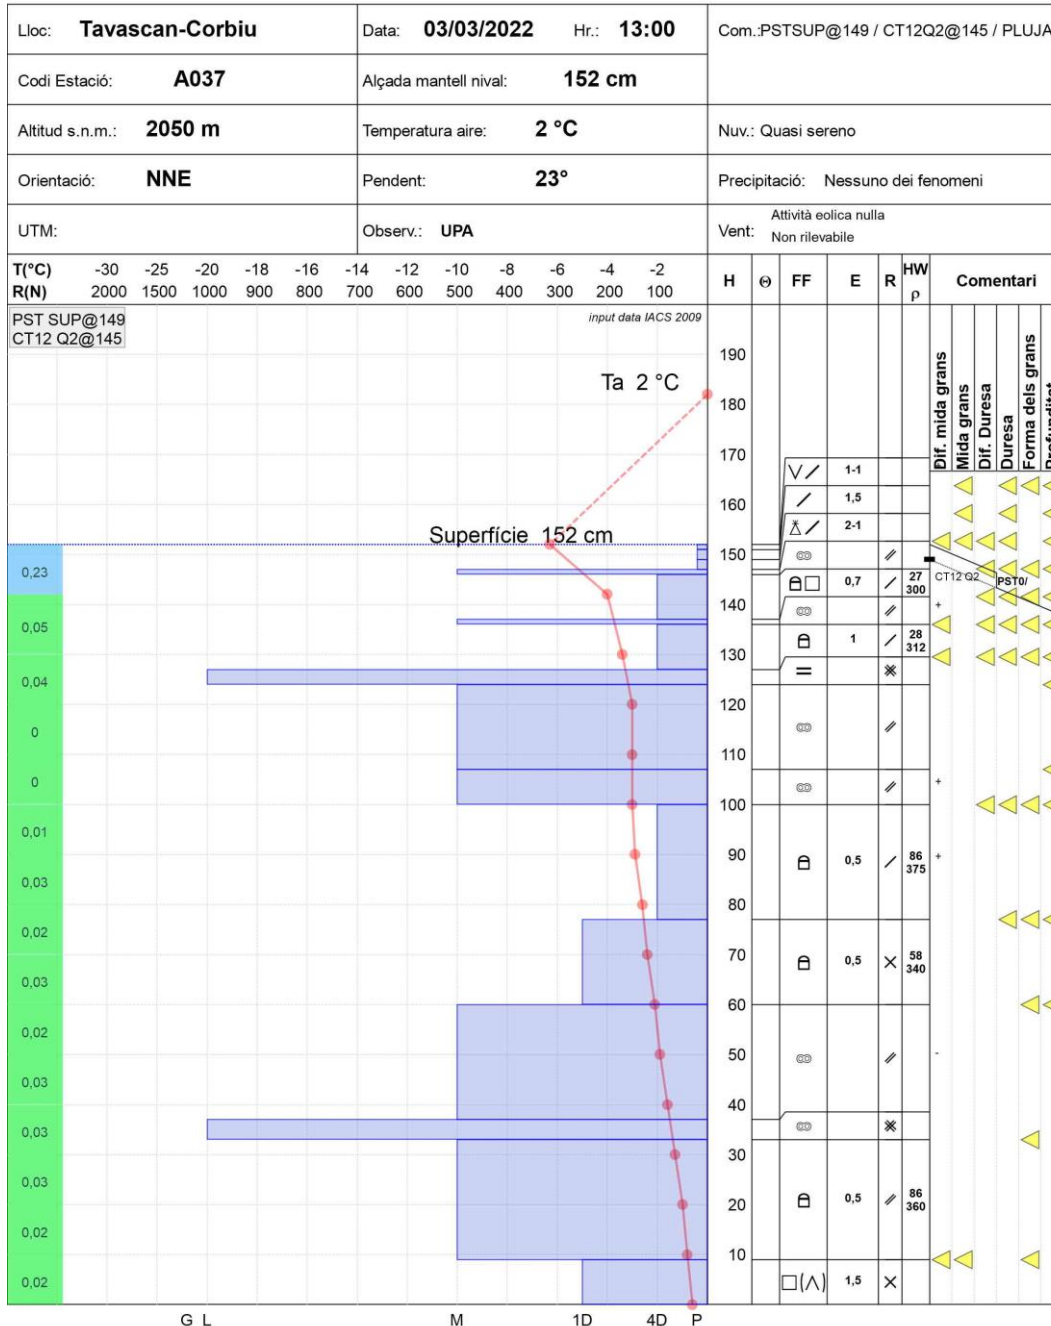 Lloc: Tavascan-Corbiu
Data: 03/03/2022 Hr.: 13:00
Com.:PSTSUP@149 / CT12Q2@145 / PLUJA
Codi Estació: A037
Alçada mantell nival: 152 cm
Altitud s.n.m.: 2050 m
Temperatura aire: 2 °C
Nuv.: Quasi sereno
Orientació: NNE
Pendent: 23°
Precipitació: Nessuno dei fenomeni
UTM:
Observ.: UPA
Vent: Attività eolica nulla
Non rilevabile
T(°C) -30 -25 -20 -18 -16 -14 -12 -10 -8 -6 -4 -2
R(N) 2000 1500 1000 900 800 700 600 500 400 300 200 100
H Θ FF E R HW ρ Comentari
PST SUP@149
CT12 Q2@145
input data IACS 2009
Dif. mida grans
Mida grans
Dif. Duresa
Duresa
Forma dels grans
Ta 2 °C
Superfície 152 cm
190
180
170
160
150
140
130
120
110
100
90
80
70
60
50
40
30
20
10
0,23
0,05
0,04
0
0
0,01
0,03
0,02
0,03
0,02
0,03
0,03
0,03
0,02
0,02
1-1
1,5
2-1
0,7 27
300
1 28
312
0,5 86
375
0,5 58
340
0,5 86
360
1,5
CT12 Q2
PST0/
+
+
+
-
G L M 1D 4D P